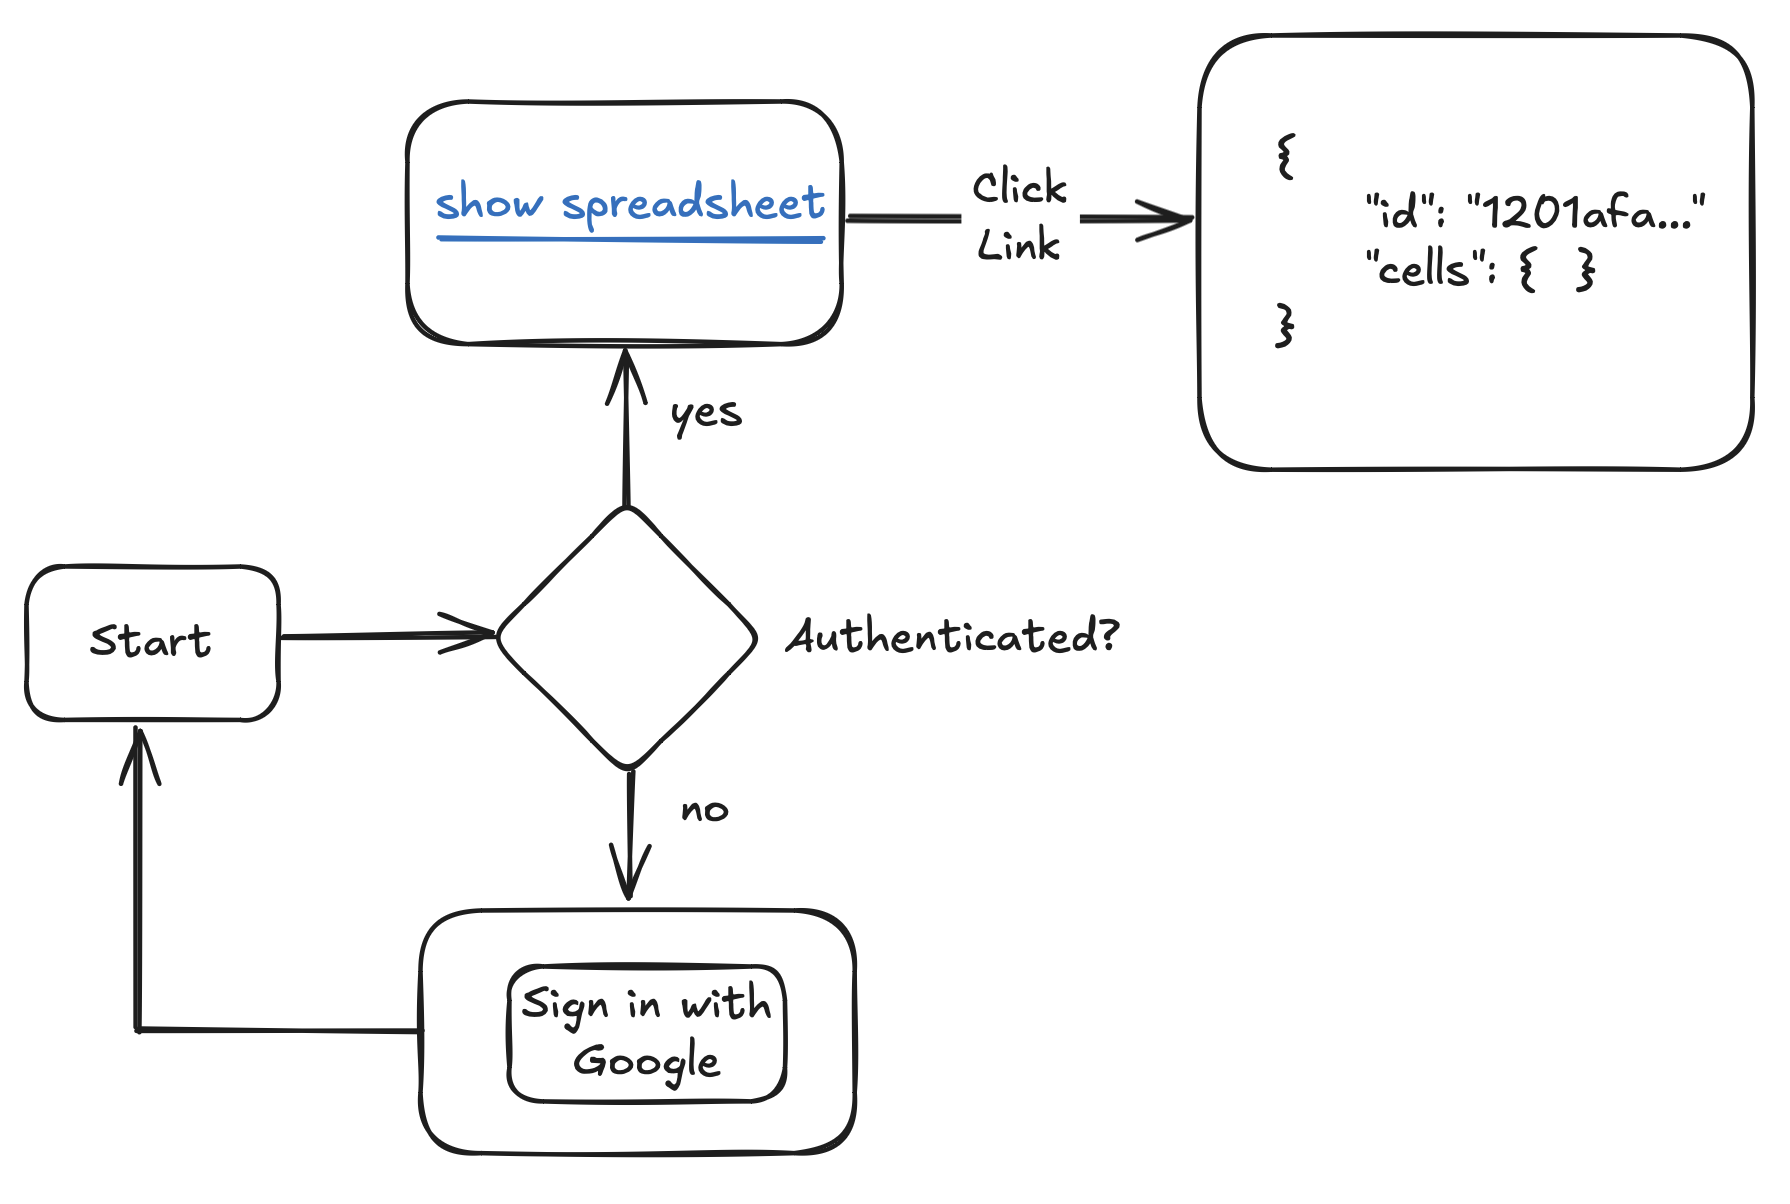 show spreadsheet
Click
Link
{
"id": "1201afa..."
"cells": { }
}
yes
Start
Authenticated?
no
Sign in with
Google